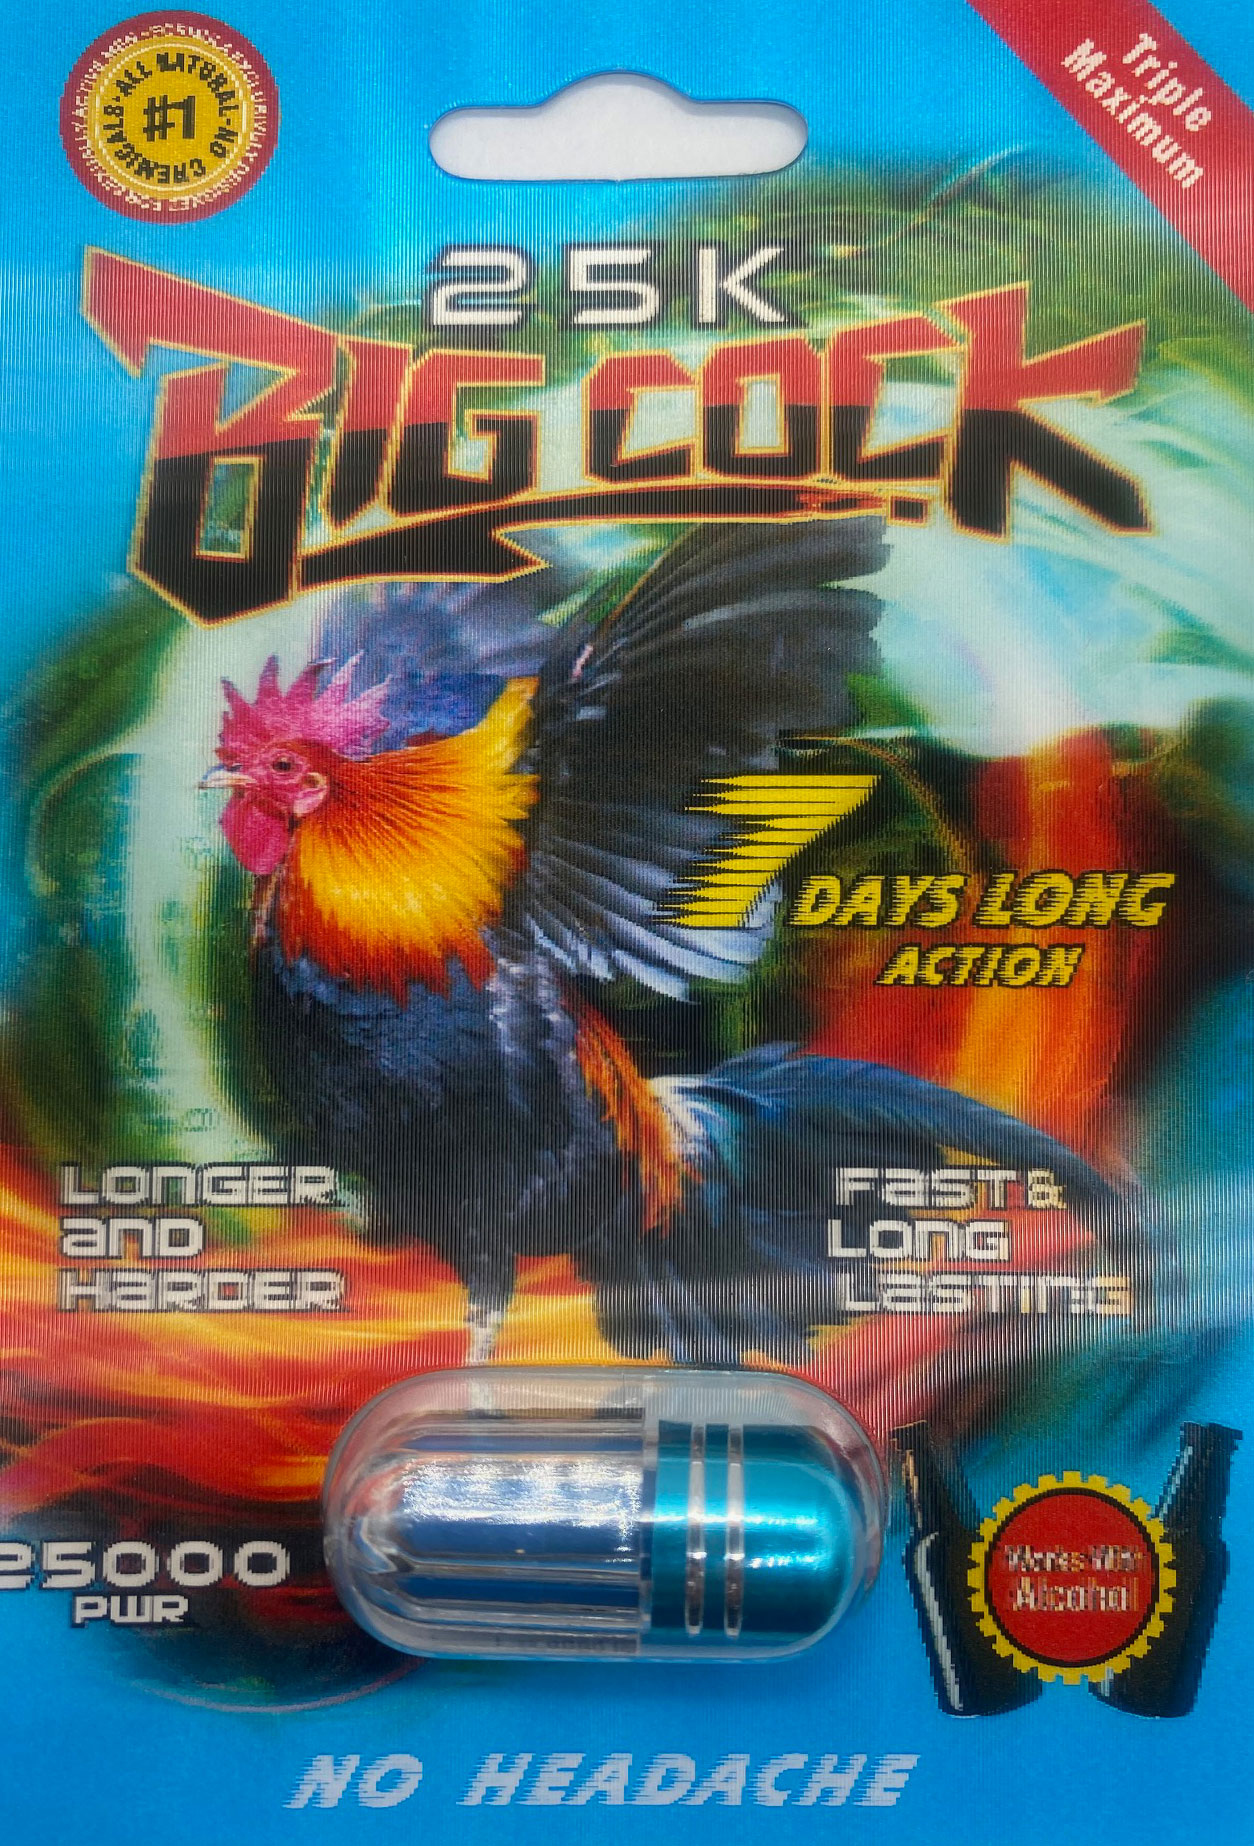 ALL NATURAL
NO CHEMICALS
#1
Triple
Maximum
25K
BIG COCK
7
DAYS LONG
ACTION
LONGER
AND
HARDER
FAST &
LONG
LASTING
25000
PWR
Works With
Alcohol
NO HEADACHE